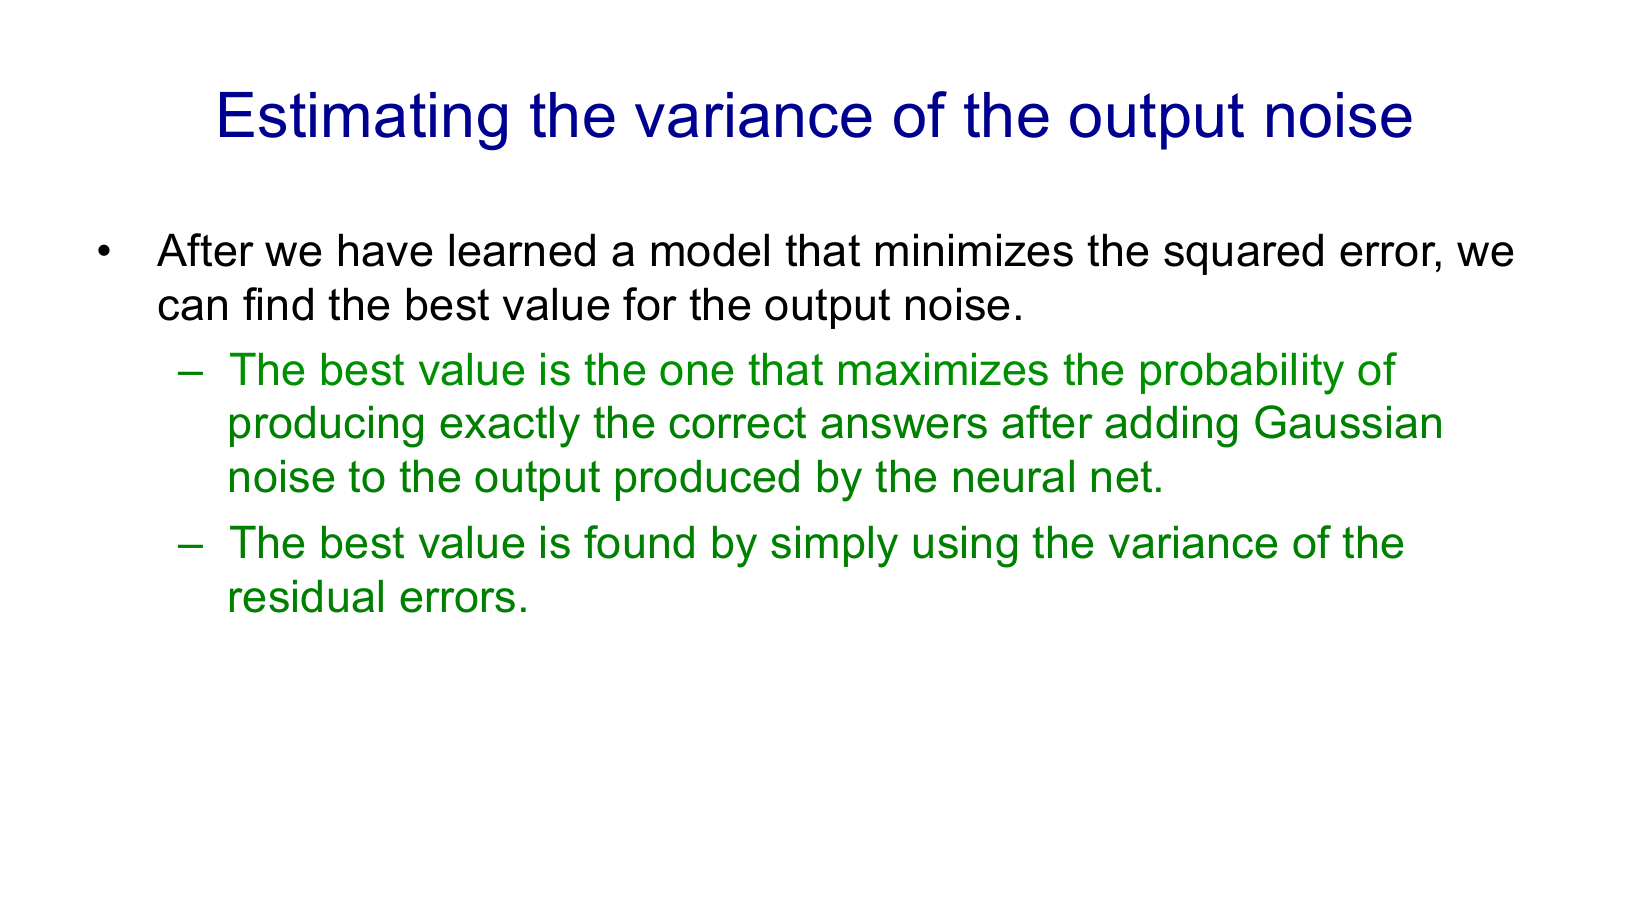 Estimating the variance of the output noise
• After we have learned a model that minimizes the squared error, we
can find the best value for the output noise.
– The best value is the one that maximizes the probability of
producing exactly the correct answers after adding Gaussian
noise to the output produced by the neural net.
– The best value is found by simply using the variance of the
residual errors.